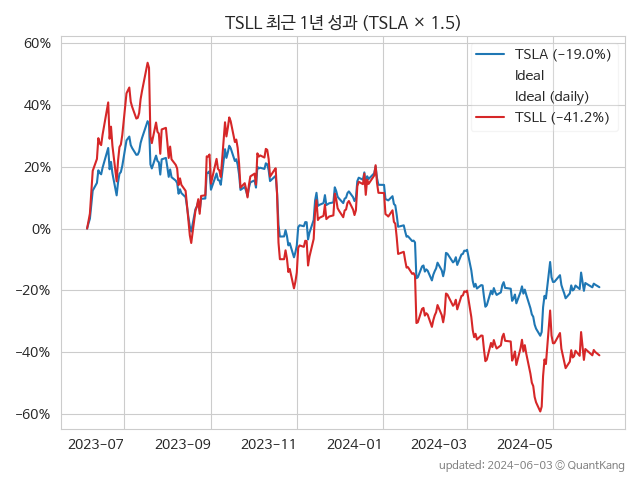 TSLL 최근 1년 성과 (TSLA × 1.5)
60%
40%
20%
0%
−20%
−40%
−60%
TSLA (−19.0%)
Ideal
Ideal (daily)
TSLL (−41.2%)
2023−07
2023−09
2023−11
2024−01
2024−03
2024−05
updated: 2024-06-03 © QuantKang